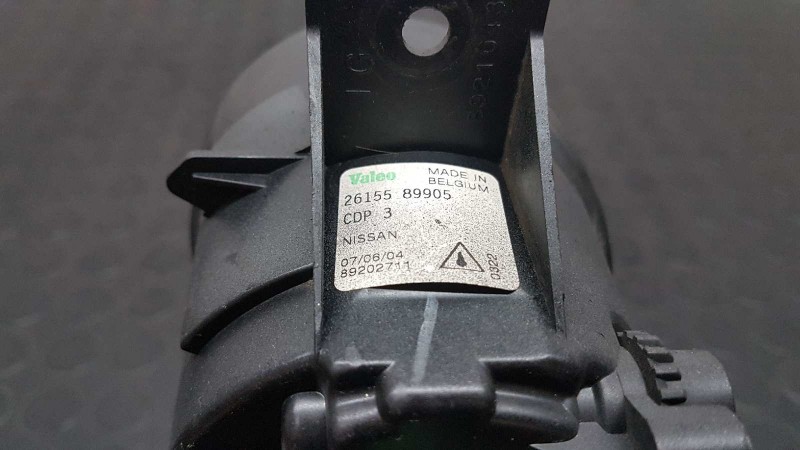 Valeo MADE IN
BELGIUM
26155 89905
CDP 3
NISSAN
07/06/04
89202711
0322